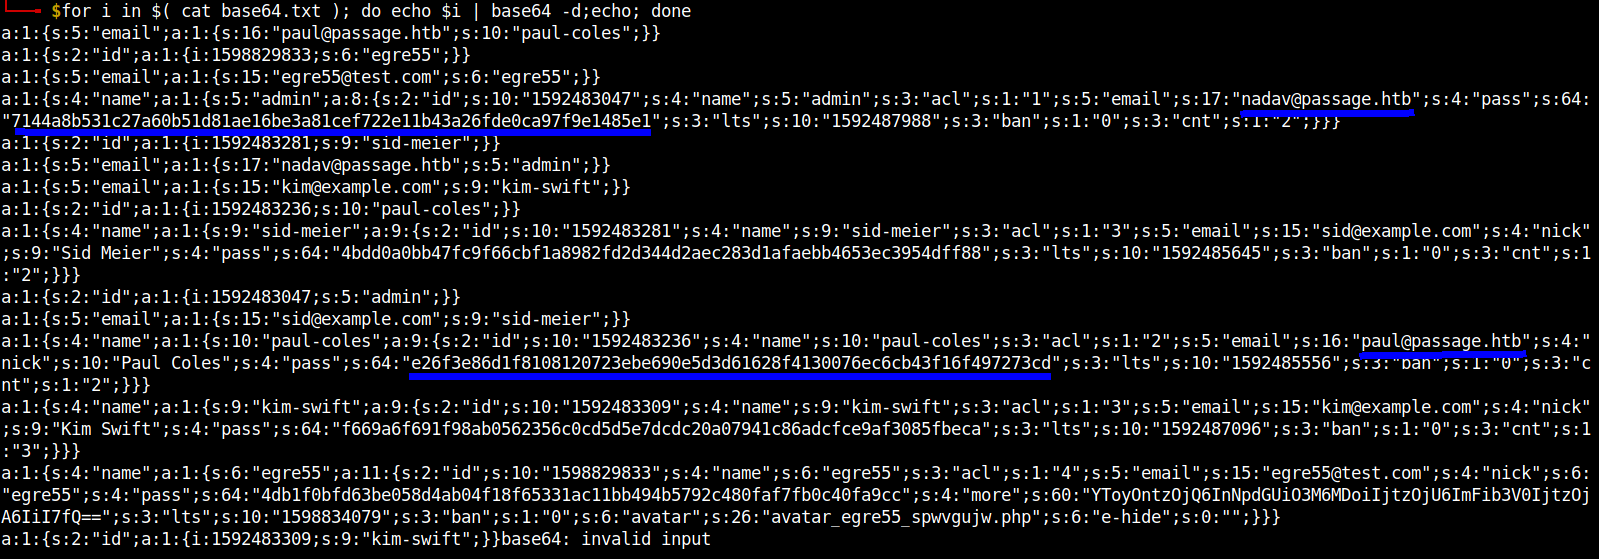 $for i in $( cat base64.txt ); do echo $i | base64 -d;echo; done
a:1:{s:5:"email";a:1:{s:16:"paul@passage.htb";s:10:"paul-coles";}}
a:1:{s:2:"id";a:1:{i:1598829833;s:6:"egre55";}}
a:1:{s:5:"email";a:1:{s:15:"egre55@test.com";s:6:"egre55";}}
a:1:{s:4:"name";a:1:{s:5:"admin";a:8:{s:2:"id";s:10:"1592483047";s:4:"name";s:5:"admin";s:3:"acl";s:1:"1";s:5:"email";s:17:"nadav@passage.htb";s:4:"pass";s:64:
"7144a8b531c27a60b51d81ae16be3a81cef722e11b43a26fde0ca97f9e1485e1";s:3:"lts";s:10:"1592487988";s:3:"ban";s:1:"0";s:3:"cnt";s:1:"2";}}}
a:1:{s:2:"id";a:1:{i:1592483281;s:9:"sid-meier";}}
a:1:{s:5:"email";a:1:{s:17:"nadav@passage.htb";s:5:"admin";}}
a:1:{s:5:"email";a:1:{s:15:"kim@example.com";s:9:"kim-swift";}}
a:1:{s:2:"id";a:1:{i:1592483236;s:10:"paul-coles";}}
a:1:{s:4:"name";a:1:{s:9:"sid-meier";a:9:{s:2:"id";s:10:"1592483281";s:4:"name";s:9:"sid-meier";s:3:"acl";s:1:"3";s:5:"email";s:15:"sid@example.com";s:4:"nick"
;s:9:"Sid Meier";s:4:"pass";s:64:"4bdd0a0bb47fc9f66cbf1a8982fd2d344d2aec283d1afaebb4653ec3954dff88";s:3:"lts";s:10:"1592485645";s:3:"ban";s:1:"0";s:3:"cnt";s:1
:"2";}}}
a:1:{s:2:"id";a:1:{i:1592483047;s:5:"admin";}}
a:1:{s:5:"email";a:1:{s:15:"sid@example.com";s:9:"sid-meier";}}
a:1:{s:4:"name";a:1:{s:10:"paul-coles";a:9:{s:2:"id";s:10:"1592483236";s:4:"name";s:10:"paul-coles";s:3:"acl";s:1:"2";s:5:"email";s:16:"paul@passage.htb";s:4:"
nick";s:10:"Paul Coles";s:4:"pass";s:64:"e26f3e86d1f8108120723ebe690e5d3d61628f4130076ec6cb43f16f497273cd";s:3:"lts";s:10:"1592485556";s:3:"ban";s:1:"0";s:3:"c
nt";s:1:"2";}}}
a:1:{s:4:"name";a:1:{s:9:"kim-swift";a:9:{s:2:"id";s:10:"1592483309";s:4:"name";s:9:"kim-swift";s:3:"acl";s:1:"3";s:5:"email";s:15:"kim@example.com";s:4:"nick"
;s:9:"Kim Swift";s:4:"pass";s:64:"f669a6f691f98ab0562356c0cd5d5e7dcdc20a07941c86adcfce9af3085fbeca";s:3:"lts";s:10:"1592487096";s:3:"ban";s:1:"0";s:3:"cnt";s:1
:"3";}}}
a:1:{s:4:"name";a:1:{s:6:"egre55";a:11:{s:2:"id";s:10:"1598829833";s:4:"name";s:6:"egre55";s:3:"acl";s:1:"4";s:5:"email";s:15:"egre55@test.com";s:4:"nick";s:6:
"egre55";s:4:"pass";s:64:"4db1f0bfd63be058d4ab04f18f65331ac11bb494b5792c480faf7fb0c40fa9cc";s:4:"more";s:60:"YToyOntzOjQ6InNpdGUiO3M6MDoiIjtzOjU6ImFib3V0IjtzOj
A6IiI7fQ==";s:3:"lts";s:10:"1598834079";s:3:"ban";s:1:"0";s:6:"avatar";s:26:"avatar_egre55_spwvgujw.php";s:6:"e-hide";s:0:"";}}}
a:1:{s:2:"id";a:1:{i:1592483309;s:9:"kim-swift";}}base64: invalid input